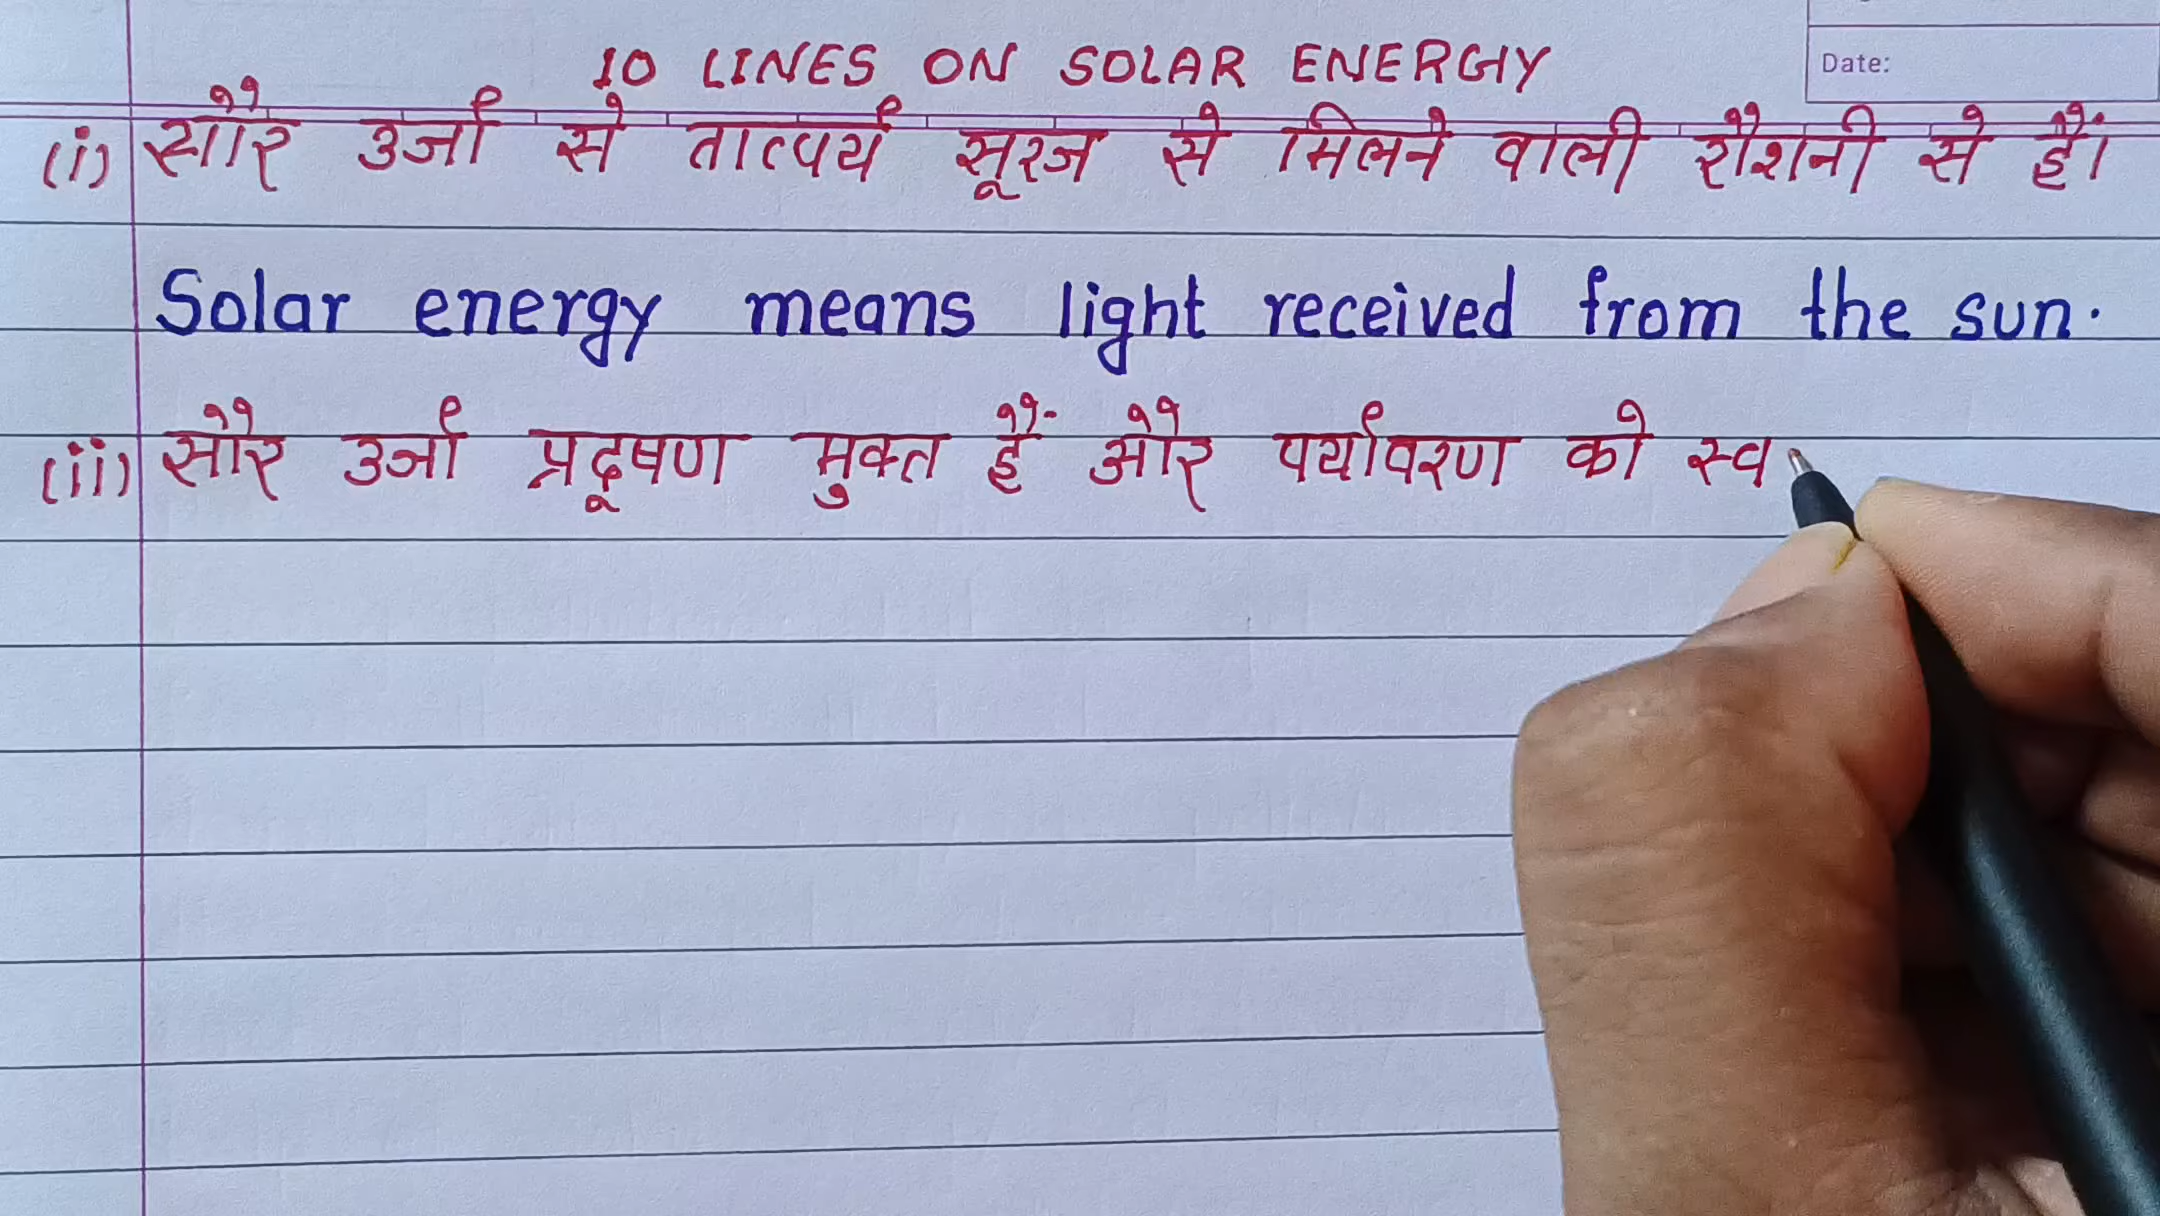 10 LINES ON SOLAR ENERGY
Date:
(i) सौर उर्जा से तात्पर्य सूरज से मिलने वाली रौशनी से हैं।
Solar energy means light received from the sun.
(ii) सौर उर्जा प्रदूषण मुक्त हैं और पर्यावरण को स्व